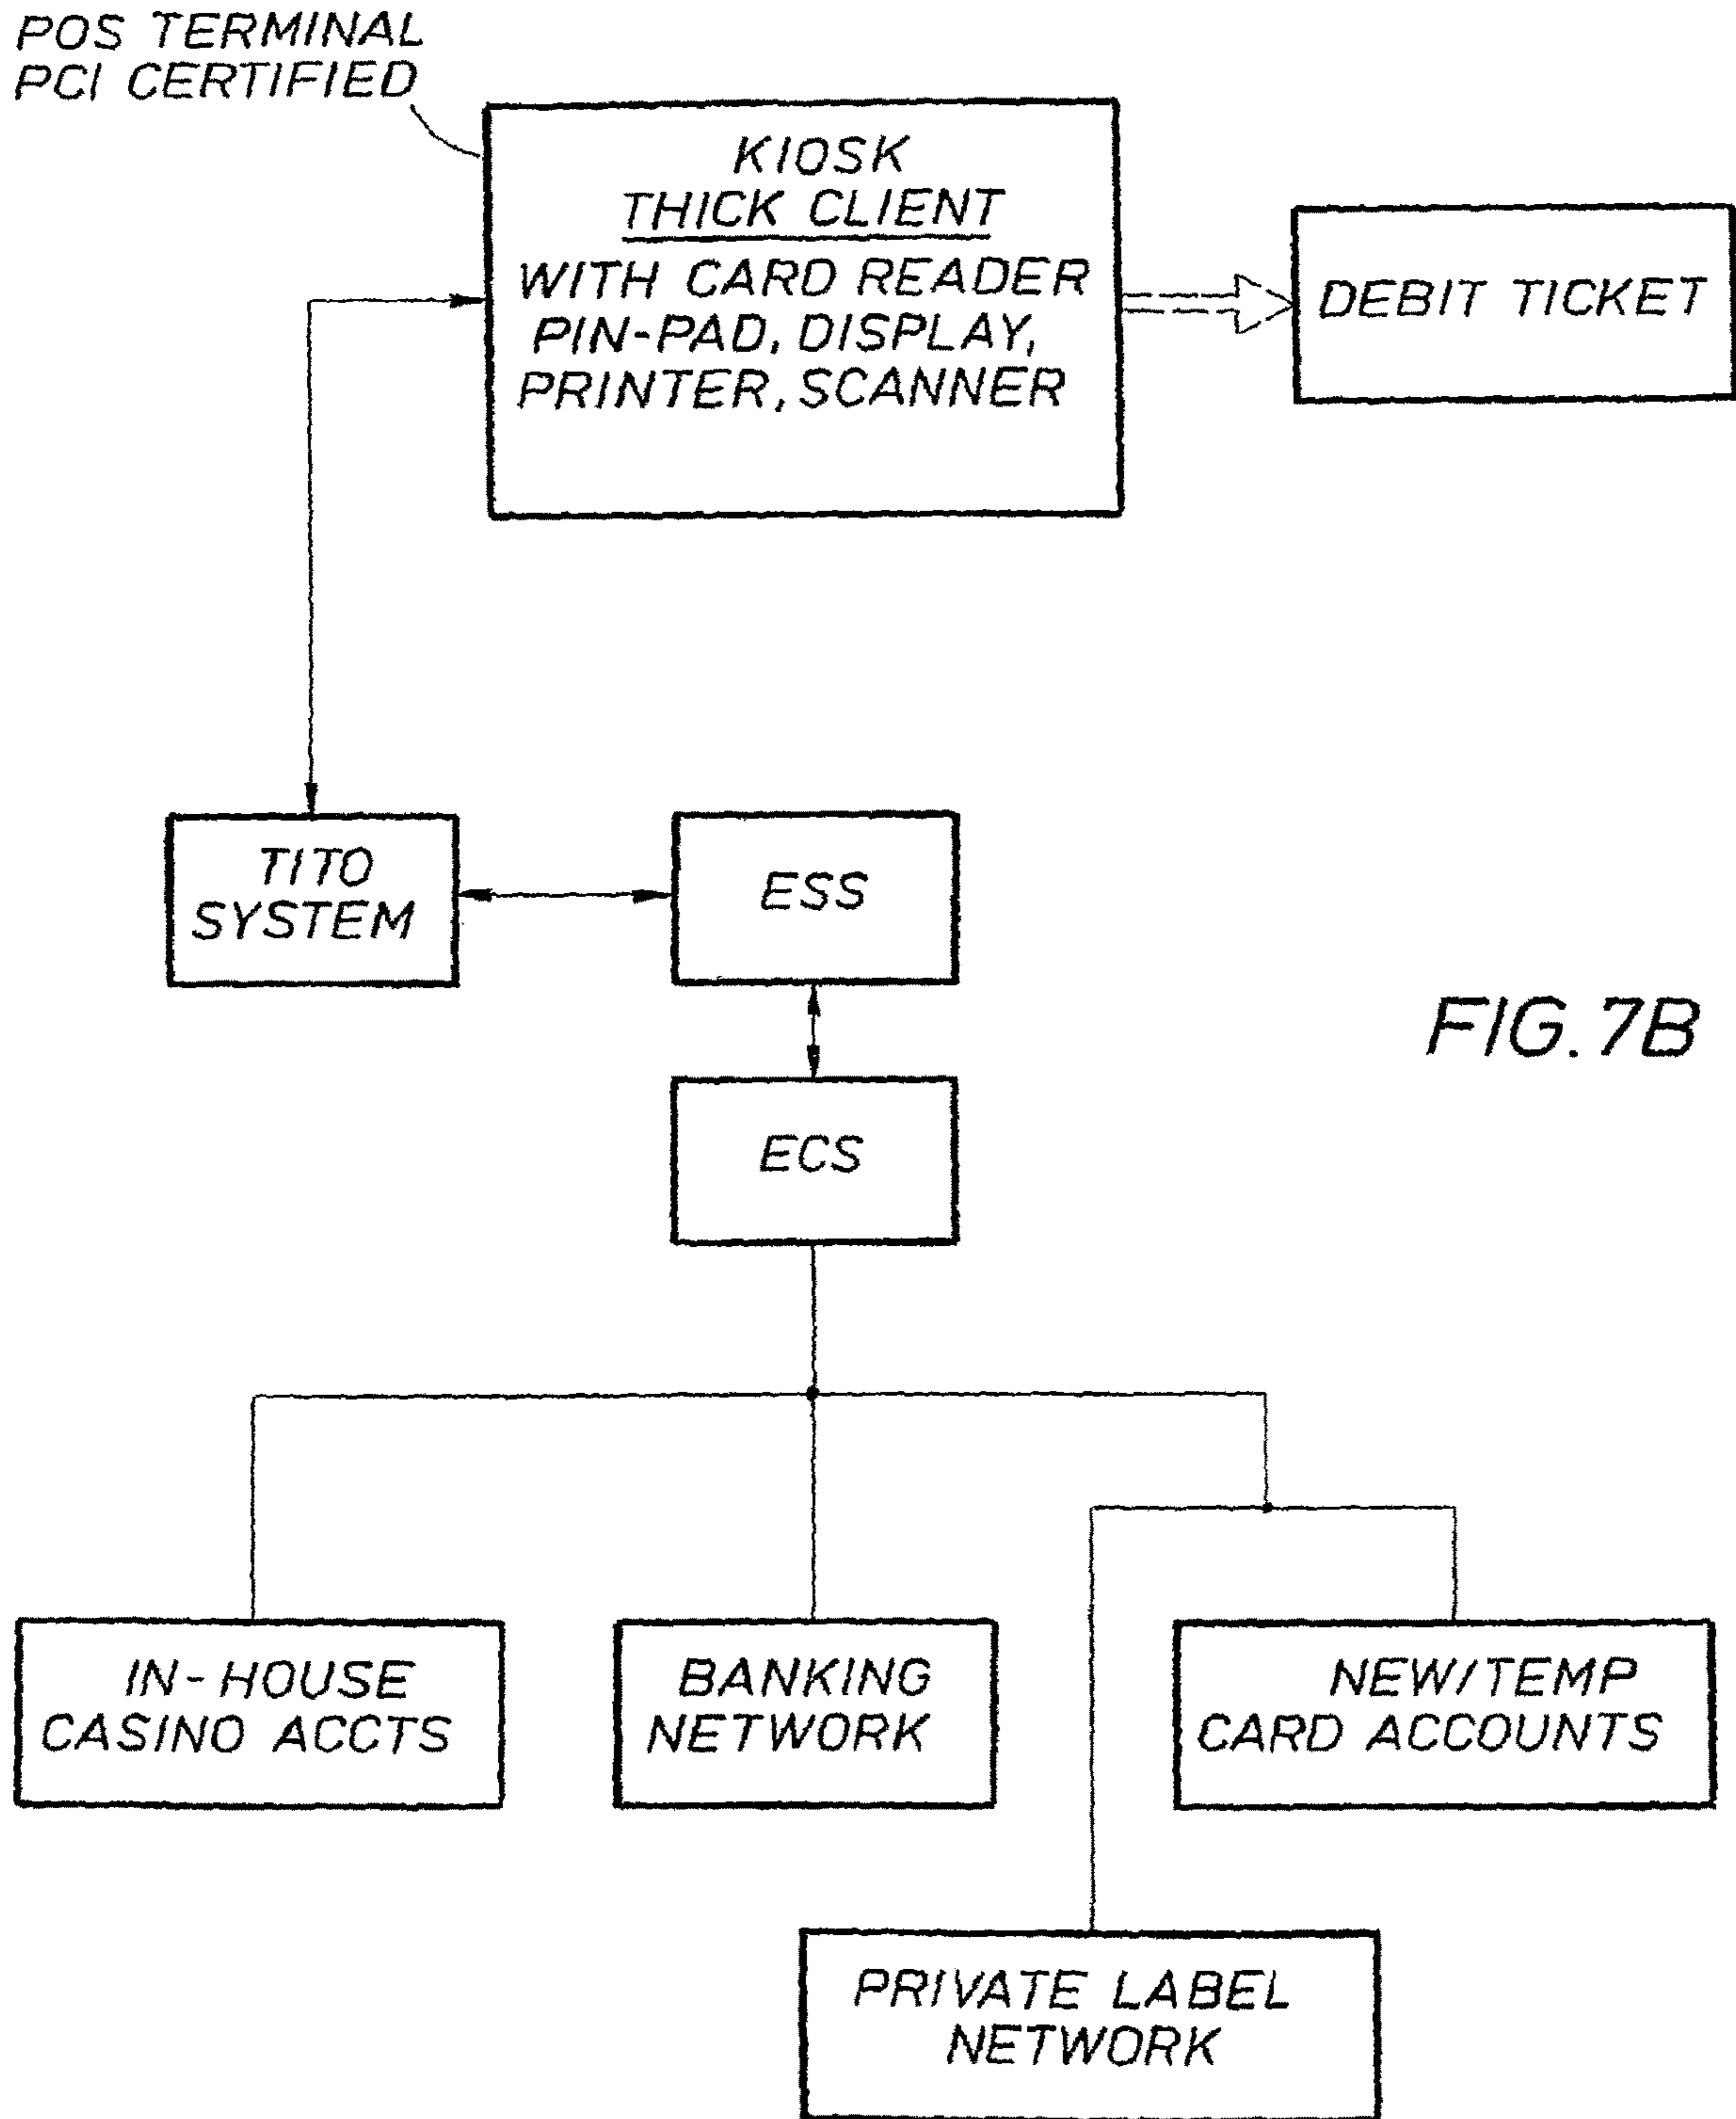 POS TERMINAL
PCI CERTIFIED
KIOSK
THICK CLIENT
WITH CARD READER
PIN-PAD, DISPLAY,
PRINTER, SCANNER
DEBIT TICKET
TITO
SYSTEM
ESS
FIG. 7B
ECS
IN-HOUSE
CASINO ACCTS
BANKING
NETWORK
NEW/TEMP
CARD ACCOUNTS
PRIVATE LABEL
NETWORK